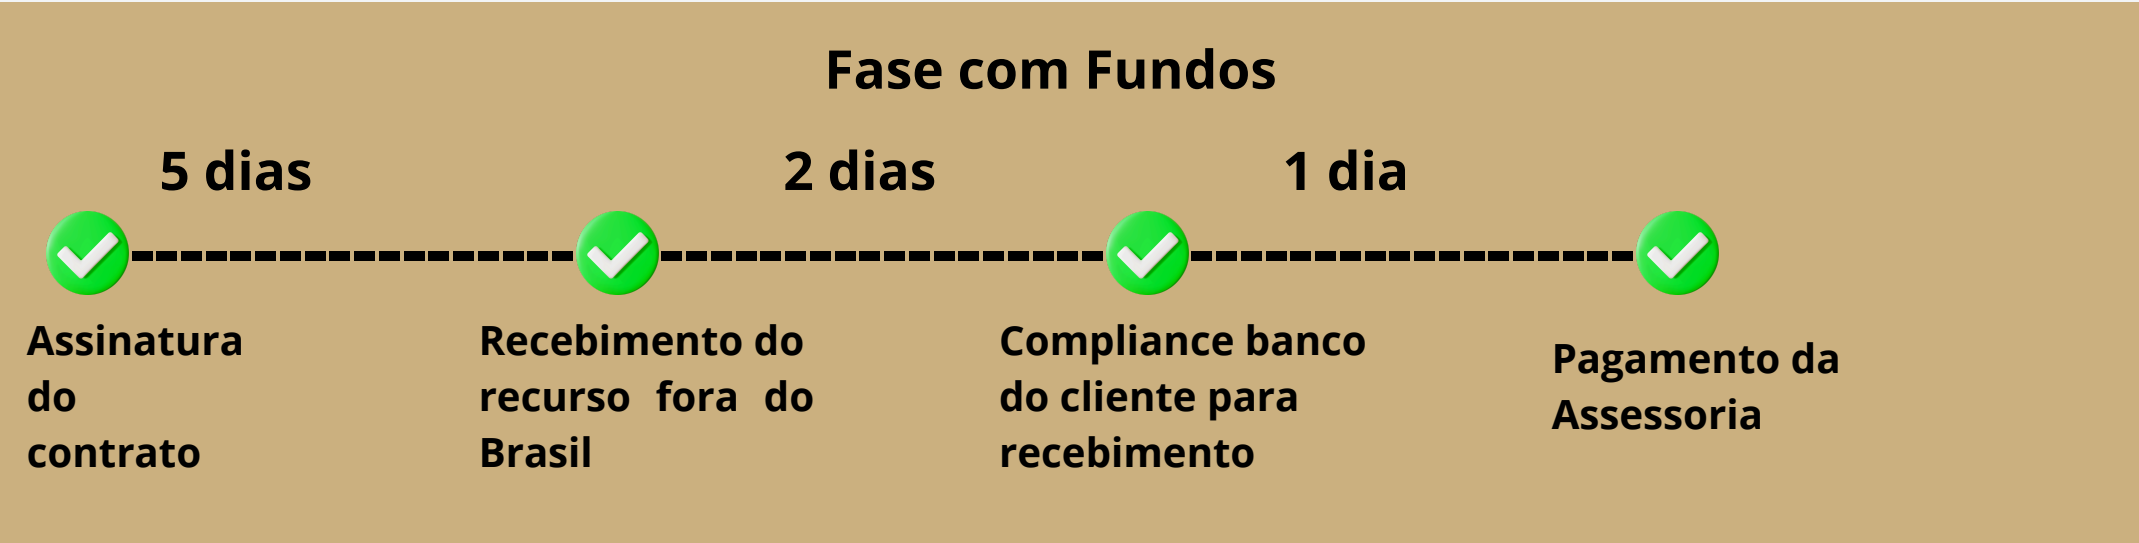 Fase com Fundos
5 dias
2 dias
1 dia
Assinatura
do
contrato
Recebimento do
recurso fora do
Brasil
Compliance banco
do cliente para
recebimento
Pagamento da
Assessoria